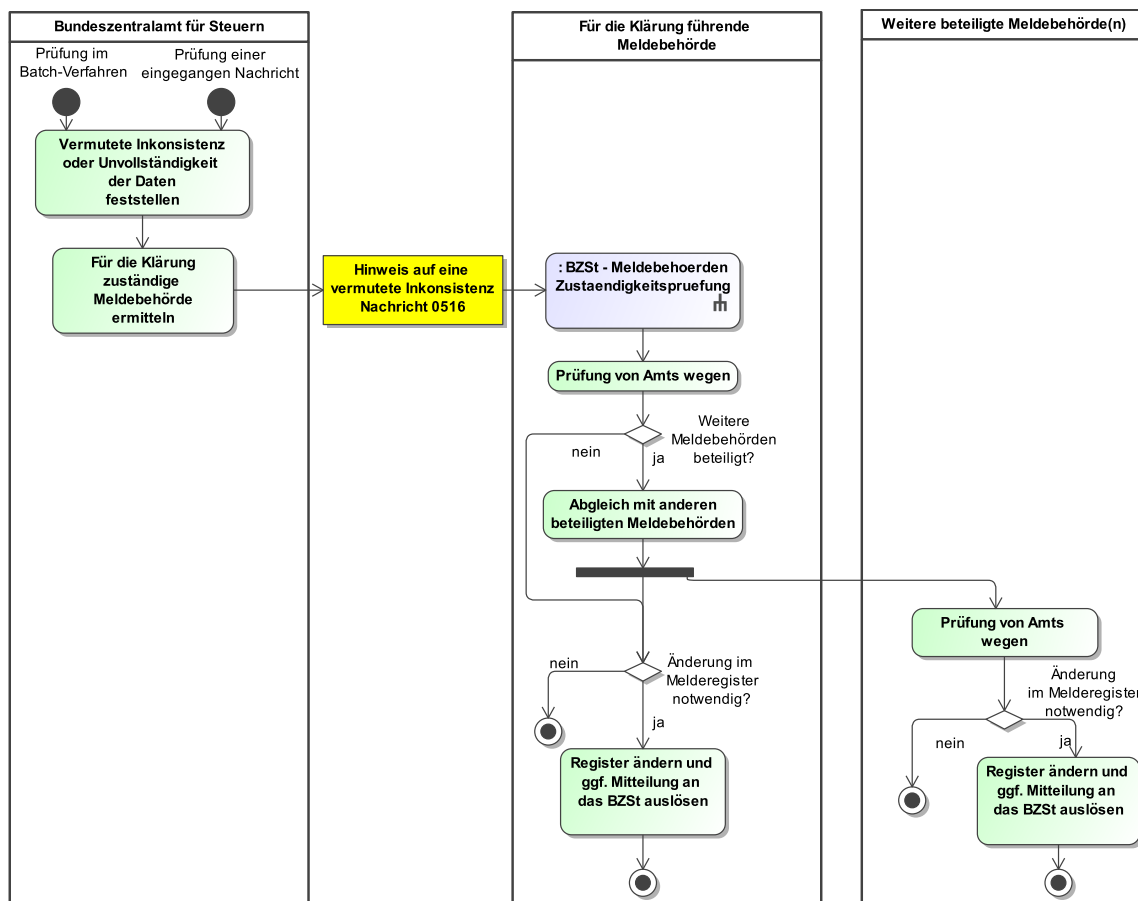 Bundeszentralamt für Steuern
Prüfung im
Batch-Verfahren
Prüfung einer
eingegangen Nachricht
Vermutete Inkonsistenz
oder Unvollständigkeit
der Daten
feststellen
Für die Klärung
zuständige
Meldebehörde
ermitteln
Hinweis auf eine
vermutete Inkonsistenz
Nachricht 0516
Für die Klärung führende
Meldebehörde
: BZSt - Meldebehoerden
Zustaendigkeitspruefung
Prüfung von Amts wegen
Weitere
Meldebehörden
beteiligt?
nein
ja
Abgleich mit anderen
beteiligten Meldebehörden
Änderung im
Melderegister
notwendig?
nein
ja
Register ändern und
ggf. Mitteilung an
das BZSt auslösen
Weitere beteiligte Meldebehörde(n)
Prüfung von Amts
wegen
Änderung
im Melderegister
notwendig?
nein
ja
Register ändern und
ggf. Mitteilung an
das BZSt auslösen